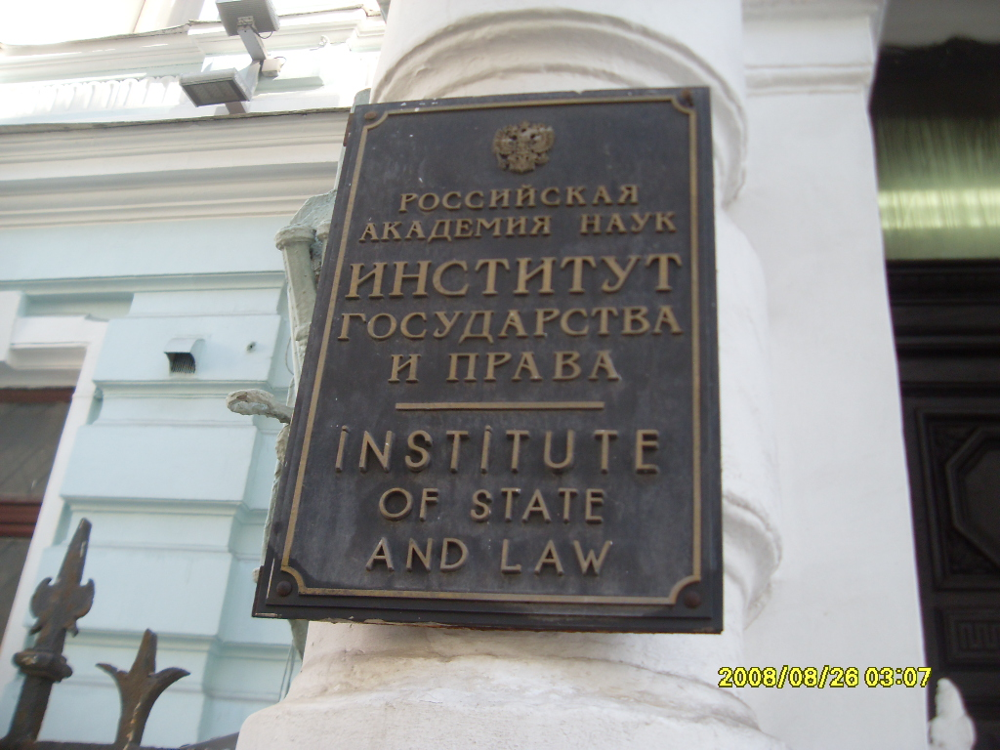 РОССИЙСКАЯ
АКАДЕМИЯ НАУК
ИНСТИТУТ
ГОСУДАРСТВА
И ПРАВА
INSTITUTE
OF STATE
AND LAW
2008/08/26 03:07